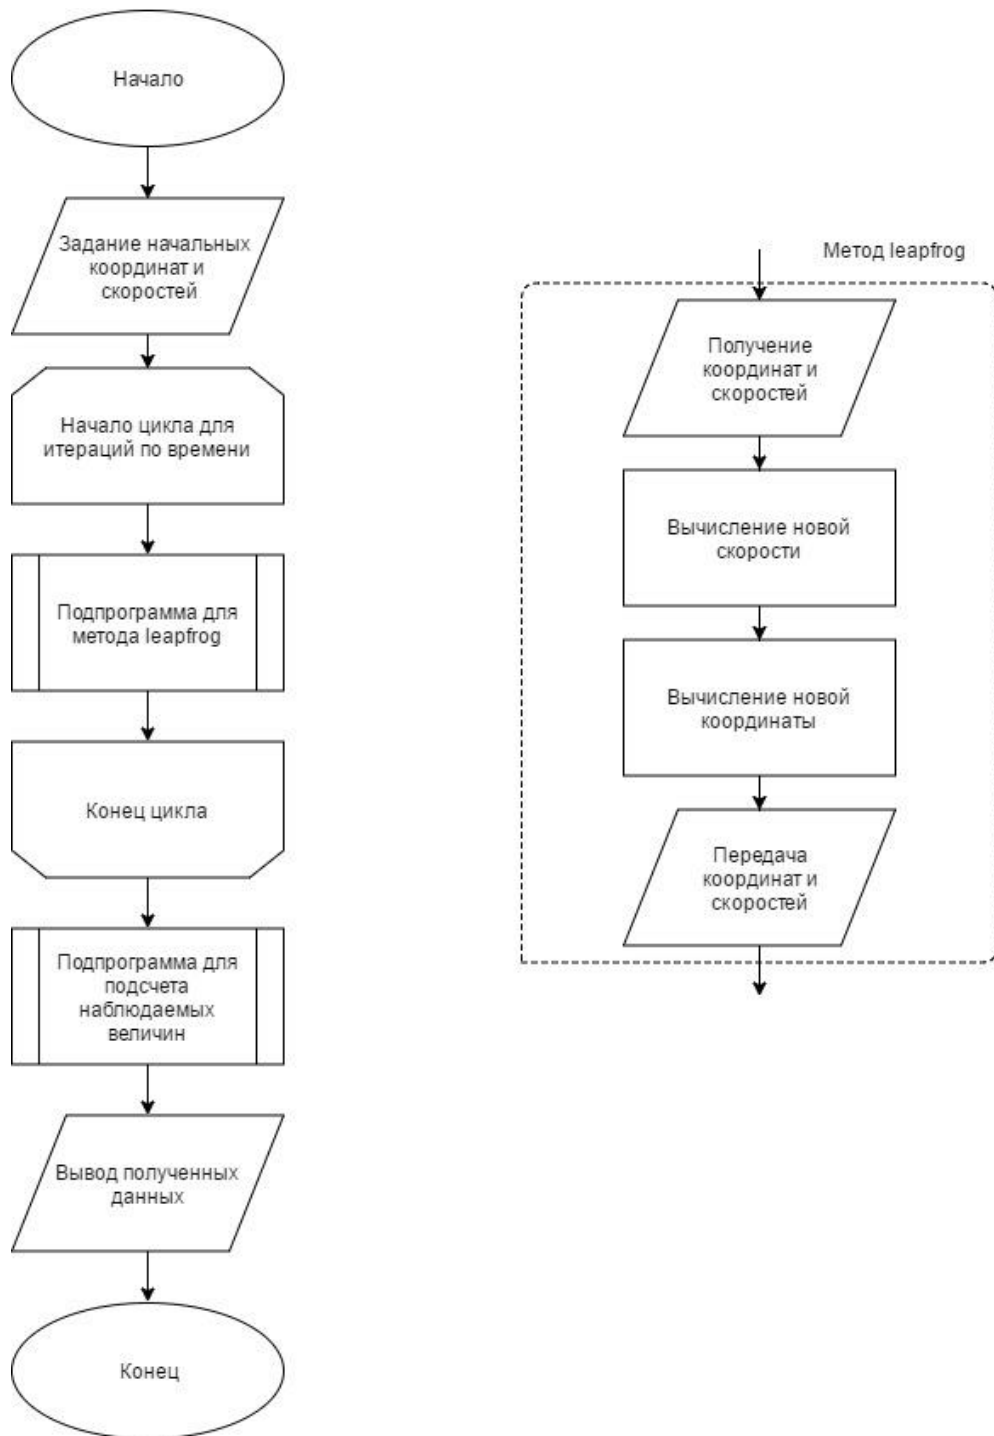 Начало
Задание начальных
координат и
скоростей
Начало цикла для
итераций по времени
Подпрограмма для
метода leapfrog
Конец цикла
Подпрограмма для
подсчета
наблюдаемых
величин
Вывод полученных
данных
Конец
Метод leapfrog
Получение
координат и
скоростей
Вычисление новой
скорости
Вычисление новой
координаты
Передача
координат и
скоростей